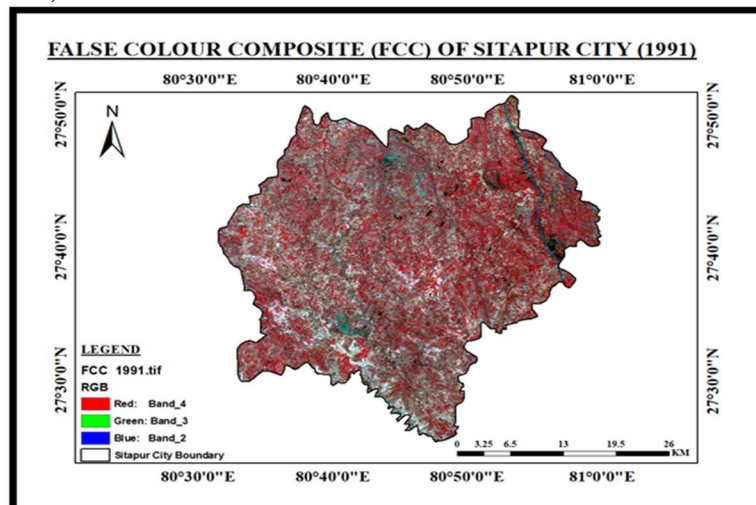 FALSE COLOUR COMPOSITE (FCC) OF SITAPUR CITY (1991)
80°30'0"E 80°40'0"E 80°50'0"E 81°0'0"E
N
27°50'0"N 27°50'0"N
27°40'0"N 27°40'0"N
27°30'0"N 27°30'0"N
LEGEND
FCC 1991.tif
RGB
Red: Band_4
Green: Band_3
Blue: Band_2
Sitapur City Boundary
0 3.25 6.5 13 19.5 26
KM
80°30'0"E 80°40'0"E 80°50'0"E 81°0'0"E